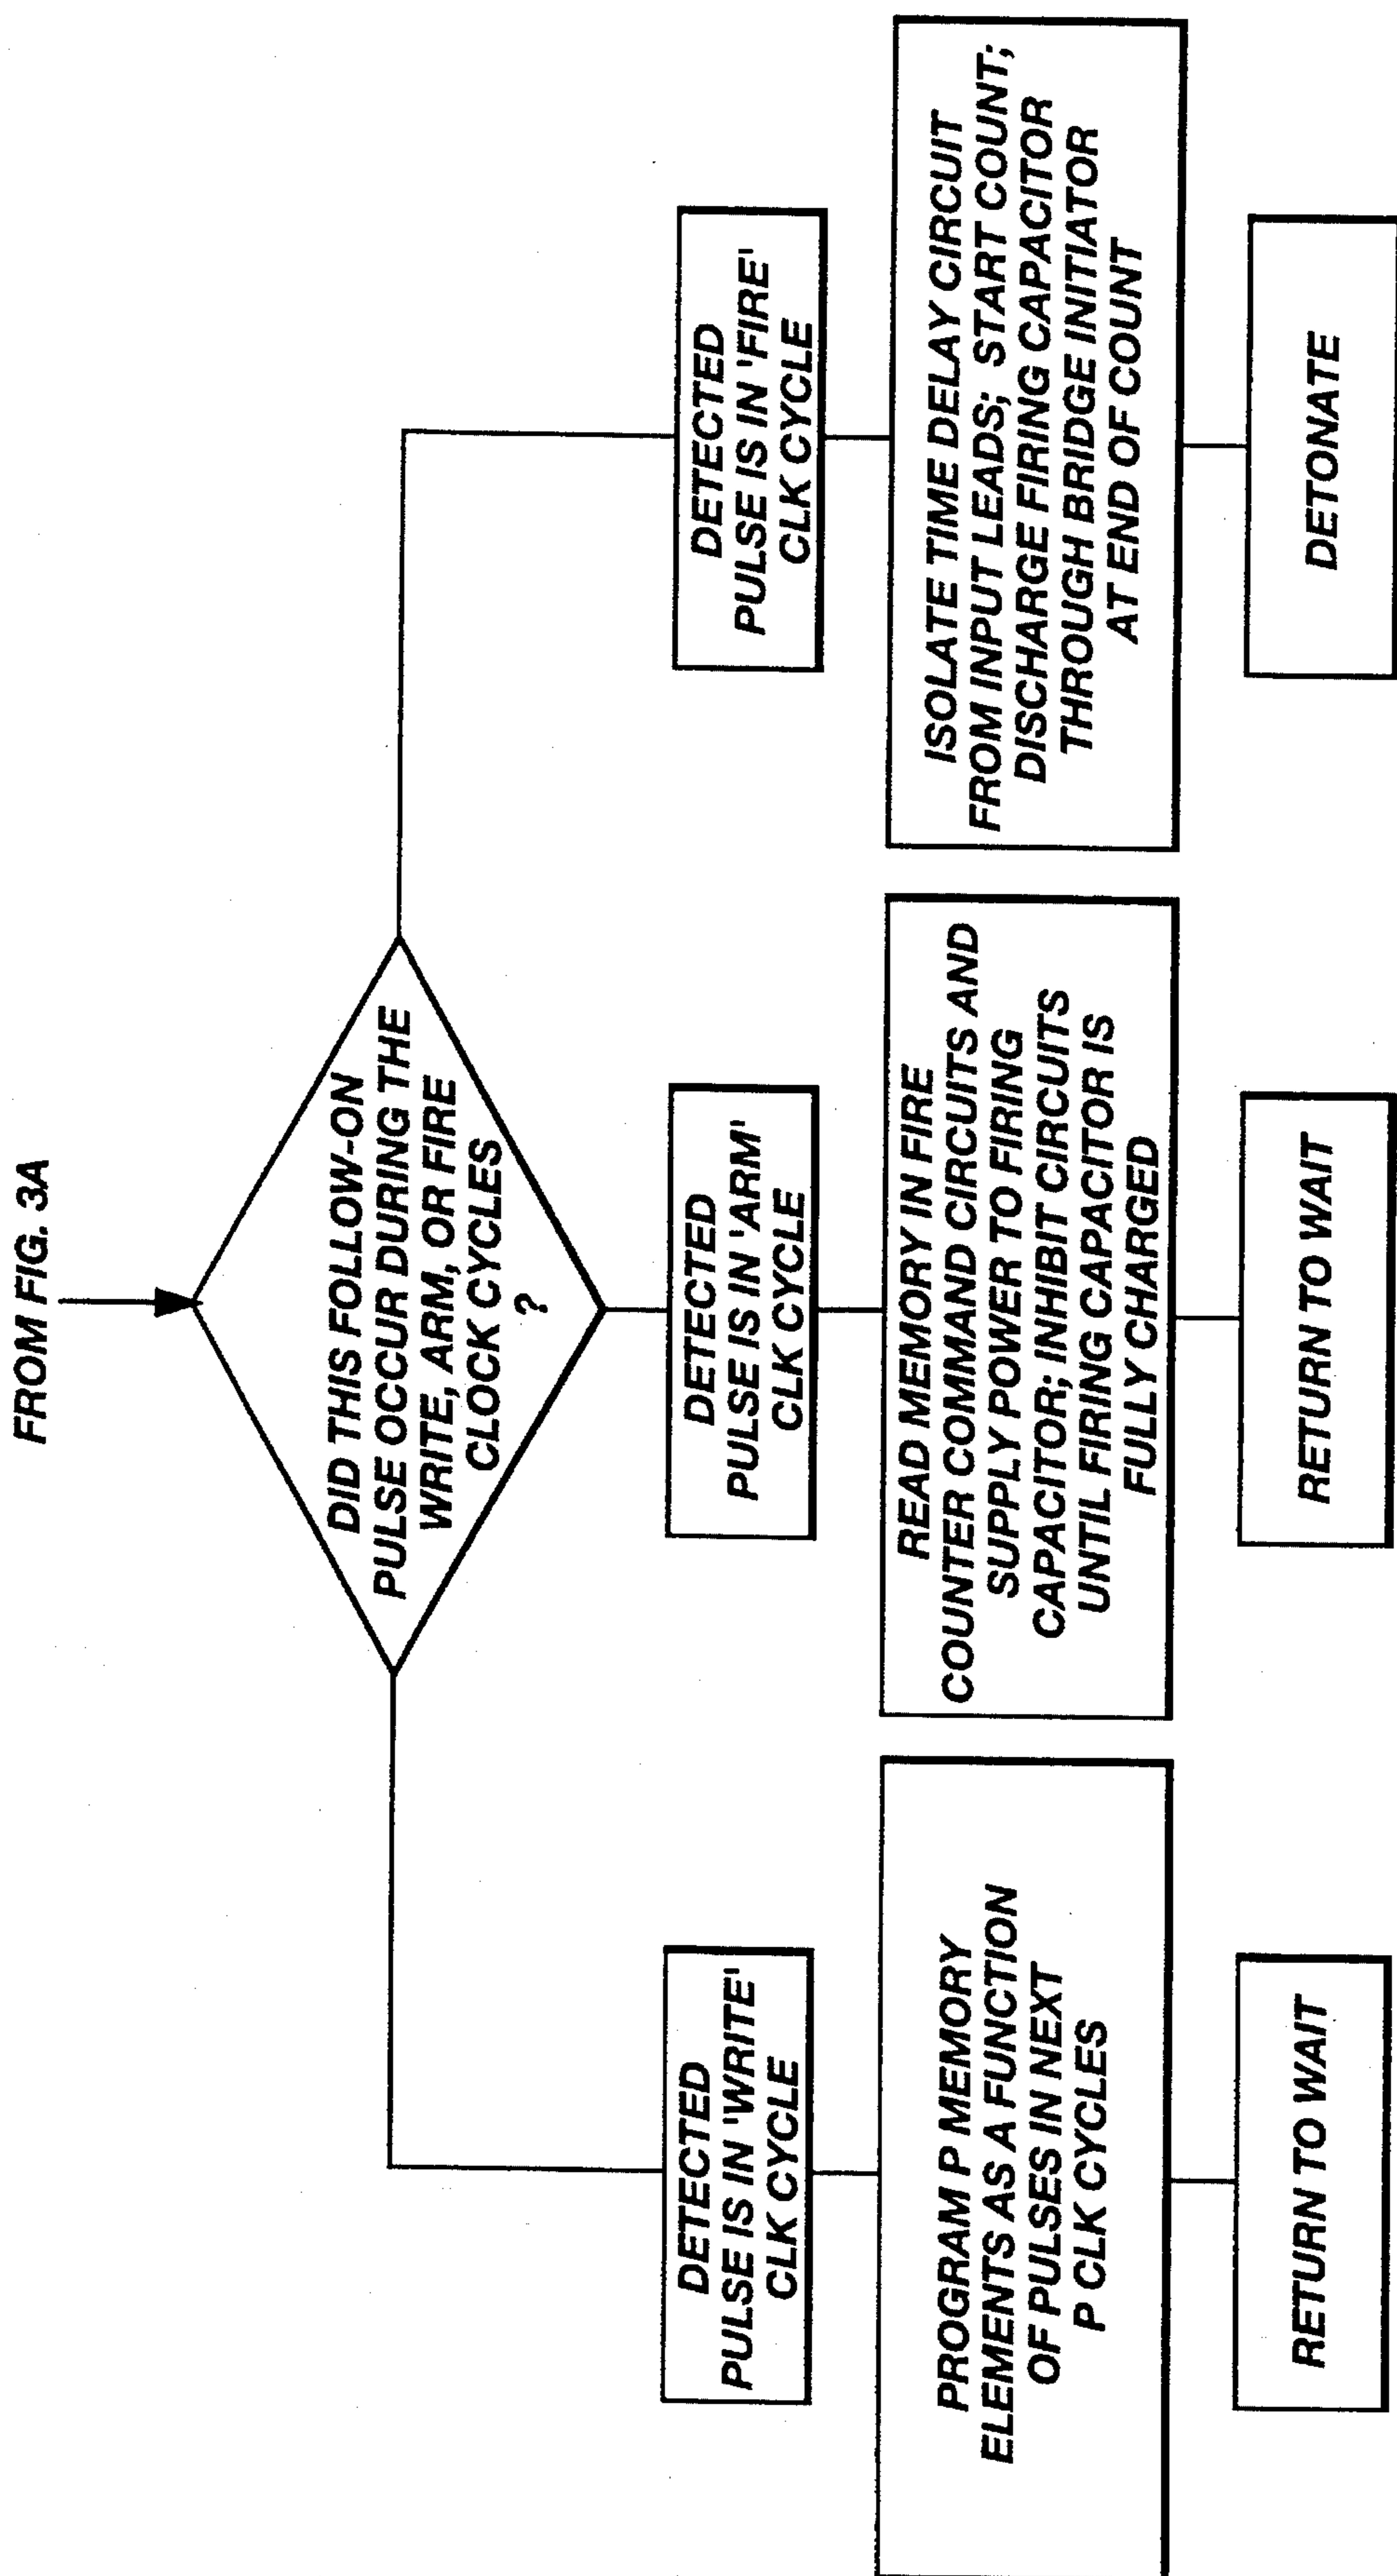 FROM FIG. 3A
DID THIS FOLLOW-ON
PULSE OCCUR DURING THE
WRITE, ARM, OR FIRE
CLOCK CYCLES
?
DETECTED
PULSE IS IN 'WRITE'
CLK CYCLE
PROGRAM P MEMORY
ELEMENTS AS A FUNCTION
OF PULSES IN NEXT
P CLK CYCLES
RETURN TO WAIT
DETECTED
PULSE IS IN 'ARM'
CLK CYCLE
READ MEMORY IN FIRE
COUNTER COMMAND CIRCUITS AND
SUPPLY POWER TO FIRING
CAPACITOR; INHIBIT CIRCUITS
UNTIL FIRING CAPACITOR IS
FULLY CHARGED
RETURN TO WAIT
DETECTED
PULSE IS IN 'FIRE'
CLK CYCLE
ISOLATE TIME DELAY CIRCUIT
FROM INPUT LEADS; START COUNT;
DISCHARGE FIRING CAPACITOR
THROUGH BRIDGE INITIATOR
AT END OF COUNT
DETONATE